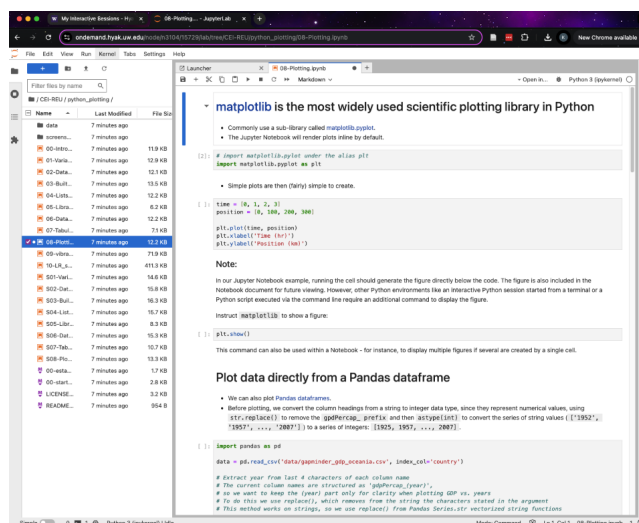 My Interactive Sessions - Hy
08-Plotting.... - JupyterLab
ondemand.hyak.uw.edu/node/n3104/15729/lab/tree/CEI-REU/python_plotting/08-Plotting.ipynb
New Chrome available
File Edit View Run Kernel Tabs Settings Help
Filter files by name
/ CEI-REU / python_plotting /
Name Last Modified File Size
data 7 minutes ago
screens... 7 minutes ago
00-Intro... 7 minutes ago 11.9 KB
01-Varia... 7 minutes ago 12.9 KB
02-Data... 7 minutes ago 12.1 KB
03-Built... 7 minutes ago 13.5 KB
04-Lists... 7 minutes ago 12.2 KB
05-Libra... 7 minutes ago 6.2 KB
06-Data... 7 minutes ago 12.2 KB
07-Tabul... 7 minutes ago 7.1 KB
08-Plotti... 7 minutes ago 12.2 KB
09-vibra... 7 minutes ago 71.9 KB
10-LR_s... 7 minutes ago 411.3 KB
S01-Vari... 7 minutes ago 14.6 KB
S02-Dat... 7 minutes ago 15.8 KB
S03-Buil... 7 minutes ago 16.3 KB
S04-List... 7 minutes ago 15.7 KB
S05-Libr... 7 minutes ago 8.3 KB
S06-Dat... 7 minutes ago 15.3 KB
S07-Tab... 7 minutes ago 10.7 KB
S08-Plo... 7 minutes ago 13.3 KB
00-esta... 7 minutes ago 1.7 KB
00-start... 7 minutes ago 2.8 KB
LICENSE... 7 minutes ago 3.2 KB
README... 7 minutes ago 954 B
Launcher
08-Plotting.ipynb
Markdown
Open in... Python 3 (ipykernel)
matplotlib is the most widely used scientific plotting library in Python
Commonly use a sub-library called matplotlib.pyplot.
The Jupyter Notebook will render plots inline by default.
[2]: # import matplotlib.pyplot under the alias plt
import matplotlib.pyplot as plt
Simple plots are then (fairly) simple to create.
[ ]: time = [0, 1, 2, 3]
position = [0, 100, 200, 300]
plt.plot(time, position)
plt.xlabel('Time (hr)')
plt.ylabel('Position (km)')
Note:
In our Jupyter Notebook example, running the cell should generate the figure directly below the code. The figure is also included in the
Notebook document for future viewing. However, other Python environments like an interactive Python session started from a terminal or a
Python script executed via the command line require an additional command to display the figure.
Instruct matplotlib to show a figure:
[ ]: plt.show()
This command can also be used within a Notebook - for instance, to display multiple figures if several are created by a single cell.
Plot data directly from a Pandas dataframe
We can also plot Pandas dataframes.
Before plotting, we convert the column headings from a string to integer data type, since they represent numerical values, using
str.replace() to remove the gdpPercap_ prefix and then astype(int) to convert the series of string values (['1952',
'1957', ..., '2007']) to a series of integers: [1925, 1957, ..., 2007].
[ ]: import pandas as pd
data = pd.read_csv('data/gapminder_gdp_oceania.csv', index_col='country')
# Extract year from last 4 characters of each column name
# The current column names are structured as 'gdpPercap_(year)',
# so we want to keep the (year) part only for clarity when plotting GDP vs. years
# To do this we use replace(), which removes from the string the characters stated in the argument
# This method works on strings, so we use replace() from Pandas Series.str vectorized string functions